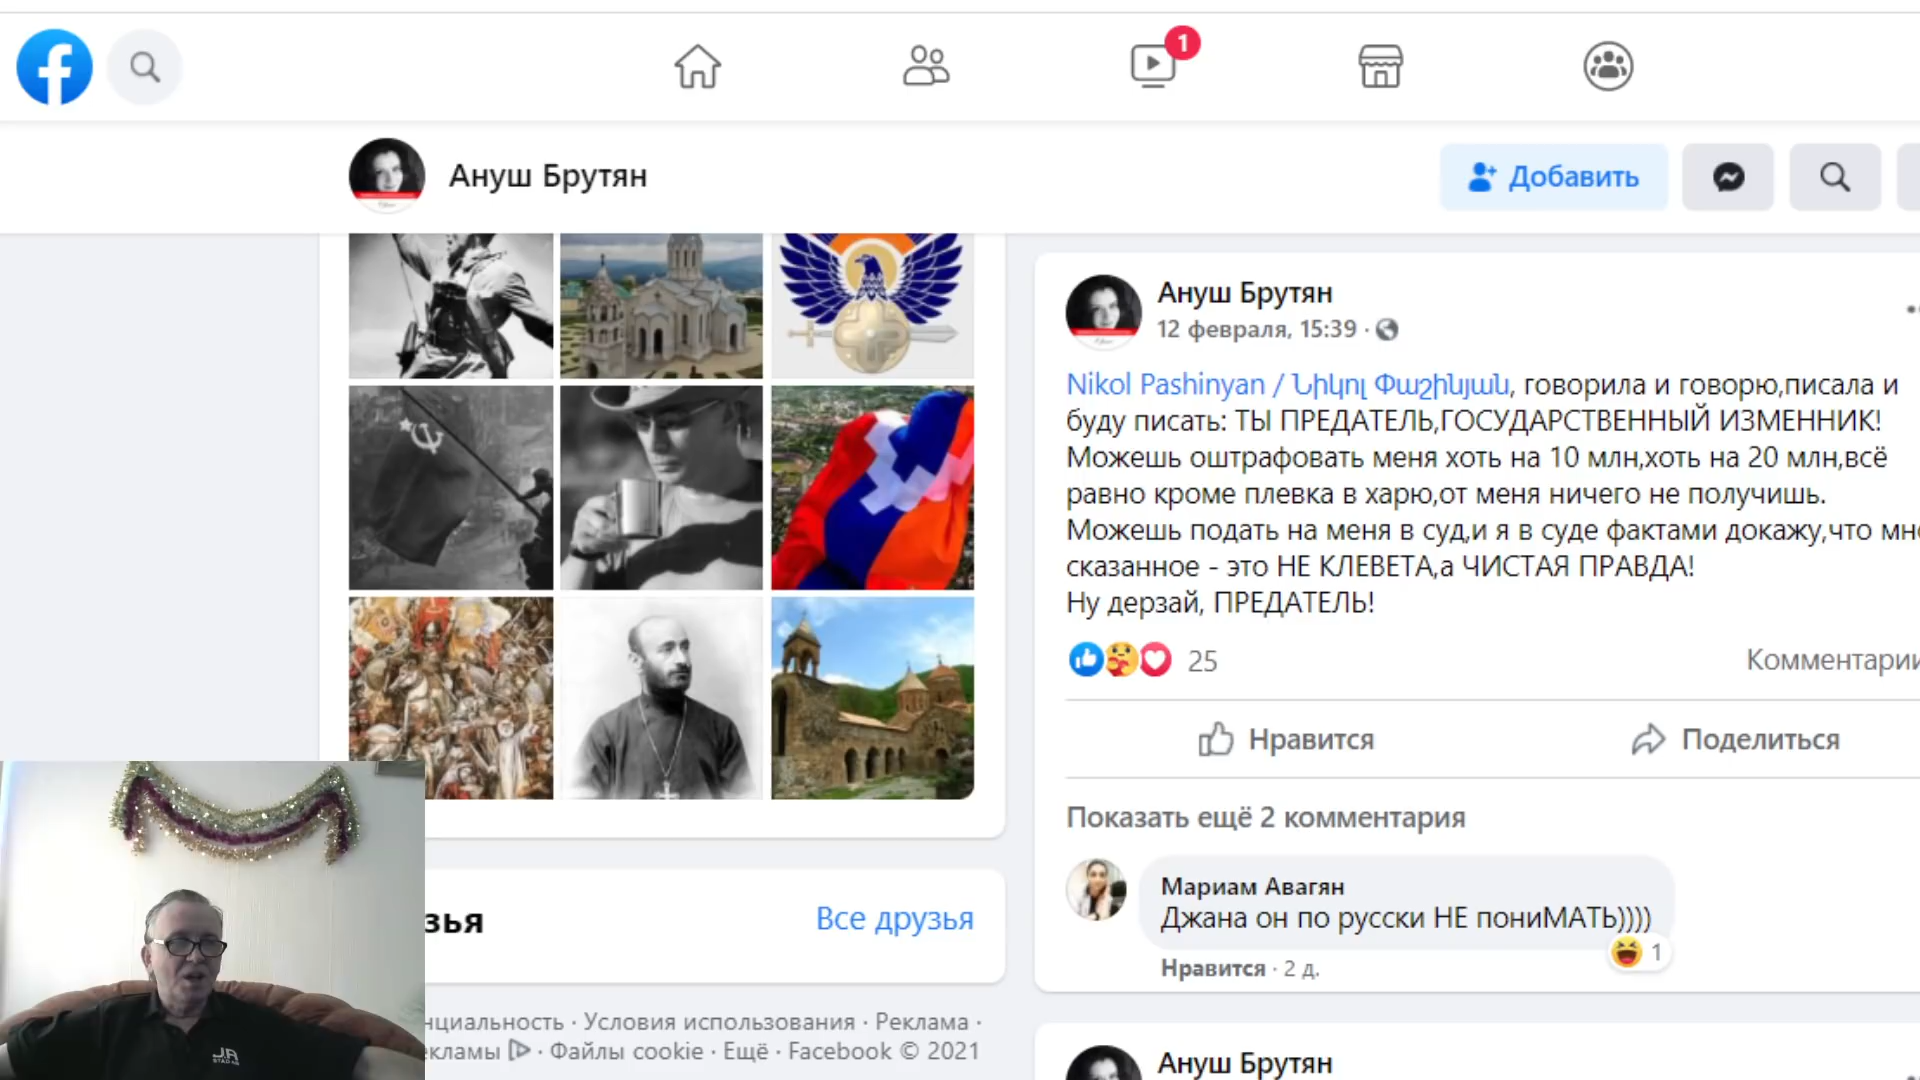 1
Ануш Брутян
Добавить
Ануш Брутян
12 февраля, 15:39 ·
Nikol Pashinyan / Նիկոլ Փաշինյան, говорила и говорю,писала и
буду писать: ТЫ ПРЕДАТЕЛЬ,ГОСУДАРСТВЕННЫЙ ИЗМЕННИК!
Можешь оштрафовать меня хоть на 10 млн,хоть на 20 млн,всё
равно кроме плевка в харю,от меня ничего не получишь.
Можешь подать на меня в суд,и я в суде фактами докажу,что мн
сказанное - это НЕ КЛЕВЕТА,а ЧИСТАЯ ПРАВДА!
Ну дерзай, ПРЕДАТЕЛЬ!
25
Комментарии
Нравится
Поделиться
Показать ещё 2 комментария
Мариам Авагян
Джана он по русски НЕ пониМАТЬ))))
1
Нравится · 2 д.
Ануш Брутян
зья
Все друзья
нциальность · Условия использования · Реклама ·
екламы · Файлы cookie · Ещё · Facebook © 2021